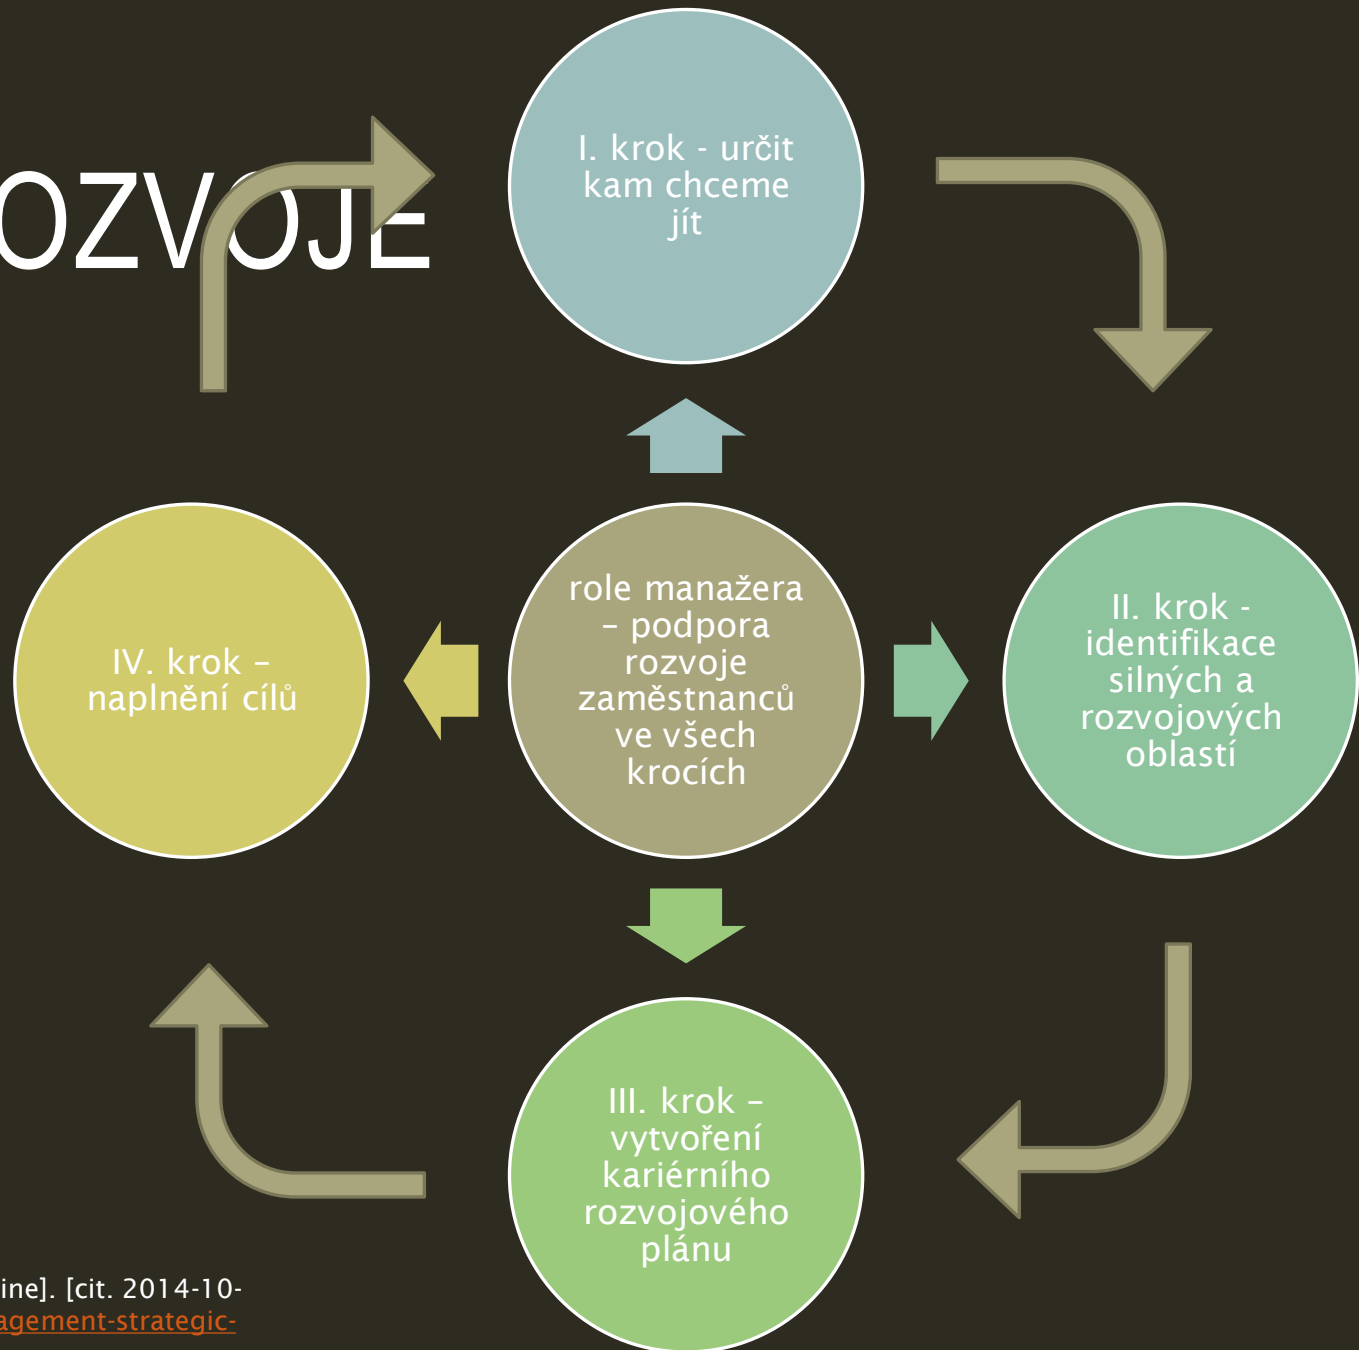 OZVOJE
I. krok - určit
kam chceme
jít
role manažera
– podpora
rozvoje
zaměstnanců
ve všech
krocích
II. krok -
identifikace
silných a
rozvojových
oblastí
III. krok –
vytvoření
kariérního
rozvojového
plánu
IV. krok –
naplnění cílů
ine]. [cit. 2014-10-
agement-strategic-